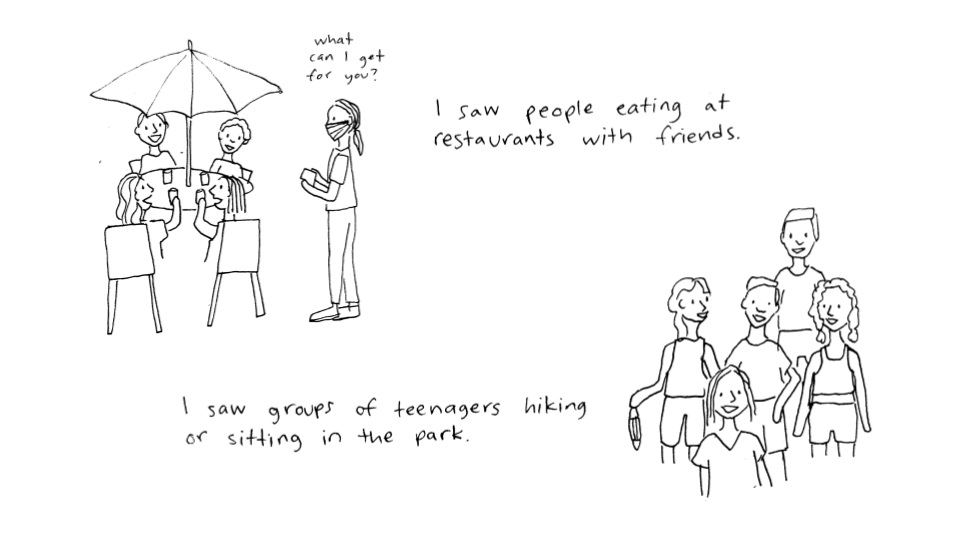 what
can I get
for you?
I saw people eating at
restaurants with friends.
I saw groups of teenagers hiking
or sitting in the park.